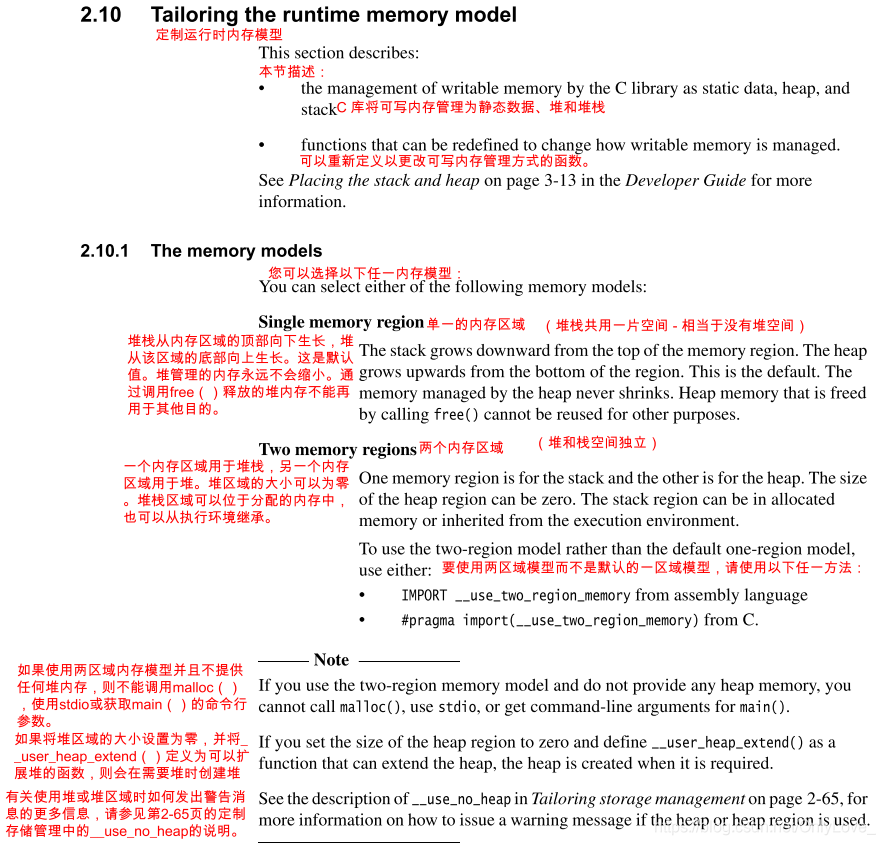 2.10 Tailoring the runtime memory model
定制运行时内存模型
This section describes:
本节描述：
• the management of writable memory by the C library as static data, heap, and
stack C 库将可写内存管理为静态数据、堆和堆栈
• functions that can be redefined to change how writable memory is managed.
可以重新定义以更改可写内存管理方式的函数。
See Placing the stack and heap on page 3-13 in the Developer Guide for more
information.
2.10.1 The memory models
您可以选择以下任一内存模型：
You can select either of the following memory models:
Single memory region 单一的内存区域 （堆栈共用一片空间 - 相当于没有堆空间）
堆栈从内存区域的顶部向下生长，堆
从该区域的底部向上生长。这是默认
值。堆管理的内存永远不会缩小。通
过调用free（）释放的堆内存不能再
用于其他目的。
The stack grows downward from the top of the memory region. The heap
grows upwards from the bottom of the region. This is the default. The
memory managed by the heap never shrinks. Heap memory that is freed
by calling free() cannot be reused for other purposes.
Two memory regions 两个内存区域 （堆和栈空间独立）
一个内存区域用于堆栈，另一个内存
区域用于堆。堆区域的大小可以为零
。堆栈区域可以位于分配的内存中，
也可以从执行环境继承。
One memory region is for the stack and the other is for the heap. The size
of the heap region can be zero. The stack region can be in allocated
memory or inherited from the execution environment.
To use the two-region model rather than the default one-region model,
use either: 要使用两区域模型而不是默认的一区域模型，请使用以下任一方法：
• IMPORT __use_two_region_memory from assembly language
• #pragma import(__use_two_region_memory) from C.
Note
如果使用两区域内存模型并且不提供
任何堆内存，则不能调用malloc（）
，使用stdio或获取main（）的命令行
参数。
If you use the two-region memory model and do not provide any heap memory, you
cannot call malloc(), use stdio, or get command-line arguments for main().
如果将堆区域的大小设置为零，并将_
_user_heap_extend（）定义为可以扩
展堆的函数，则会在需要堆时创建堆
If you set the size of the heap region to zero and define __user_heap_extend() as a
function that can extend the heap, the heap is created when it is required.
有关使用堆或堆区域时如何发出警告消
息的更多信息，请参见第2-65页的定制
存储管理中的__use_no_heap的说明。
See the description of __use_no_heap in Tailoring storage management on page 2-65, for
more information on how to issue a warning message if the heap or heap region is used.